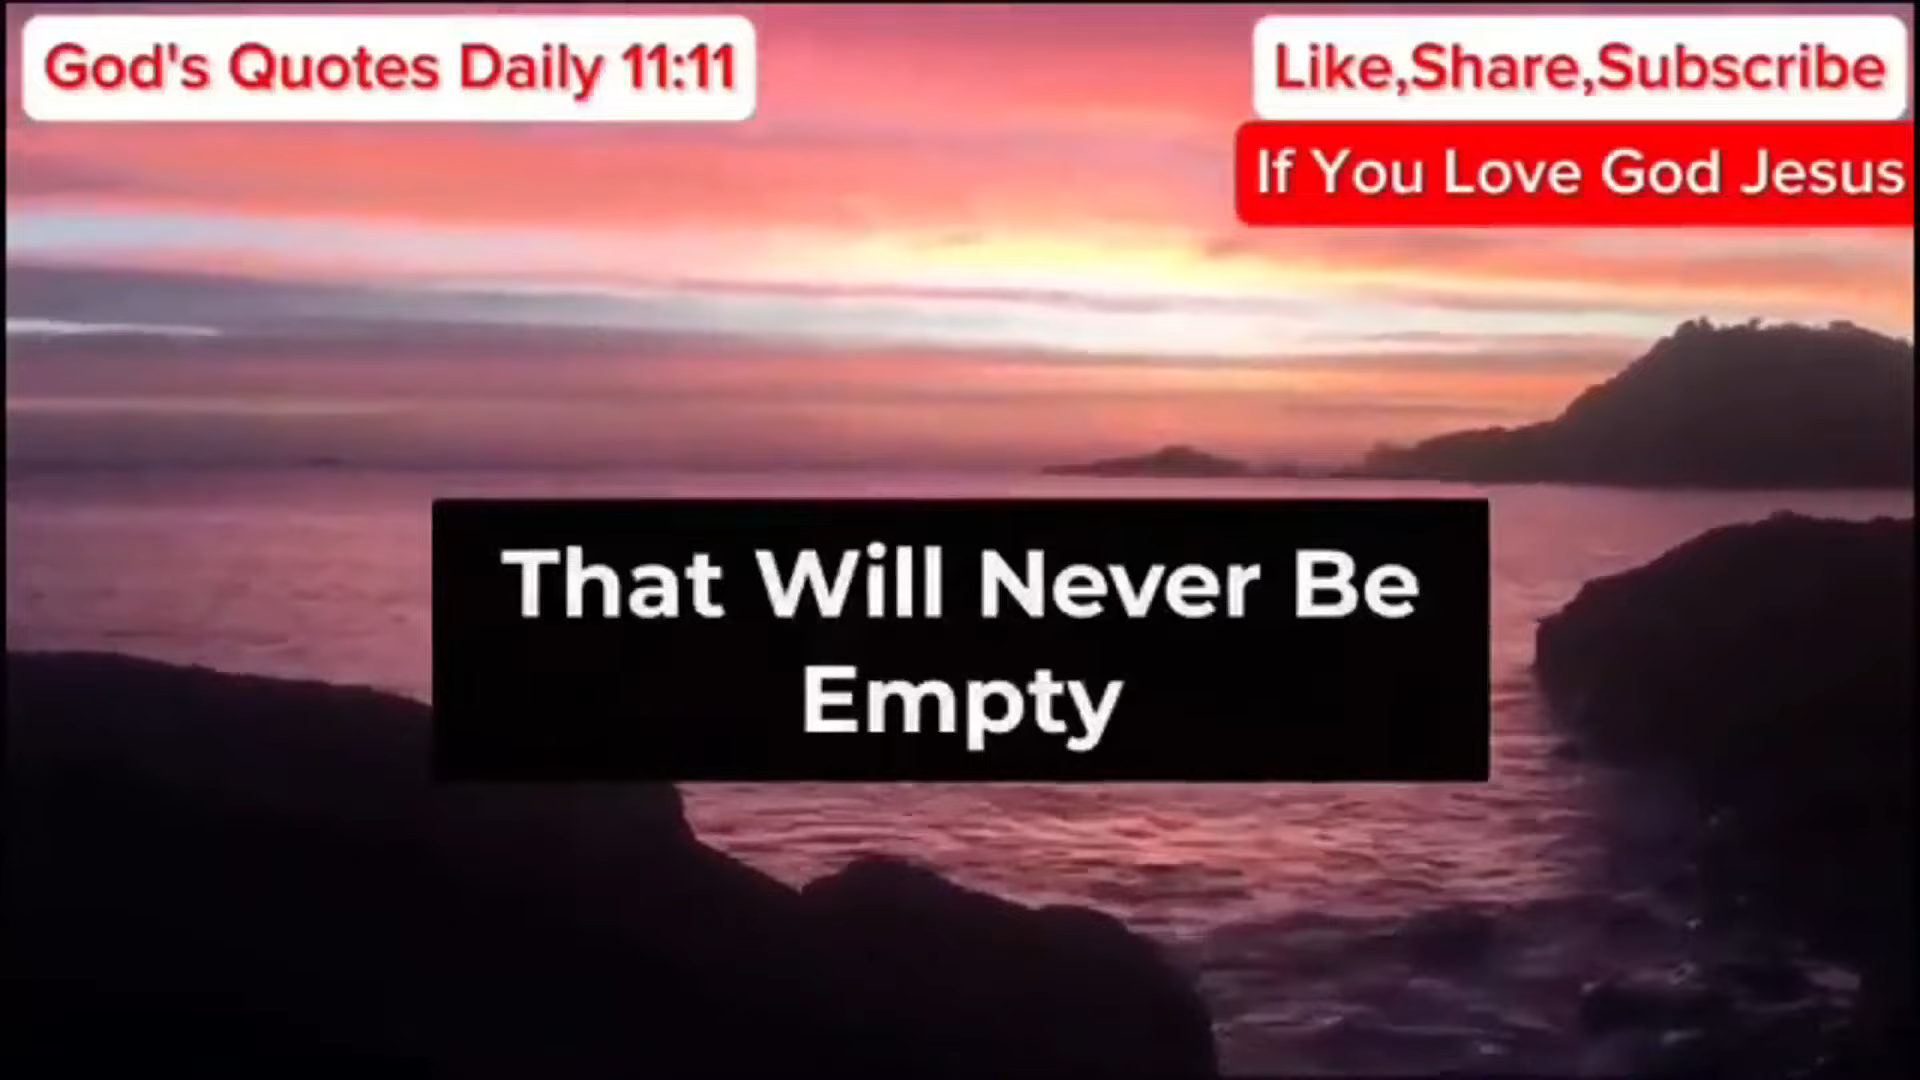 God's Quotes Daily 11:11
Like,Share,Subscribe
If You Love God Jesus
That Will Never Be
Empty